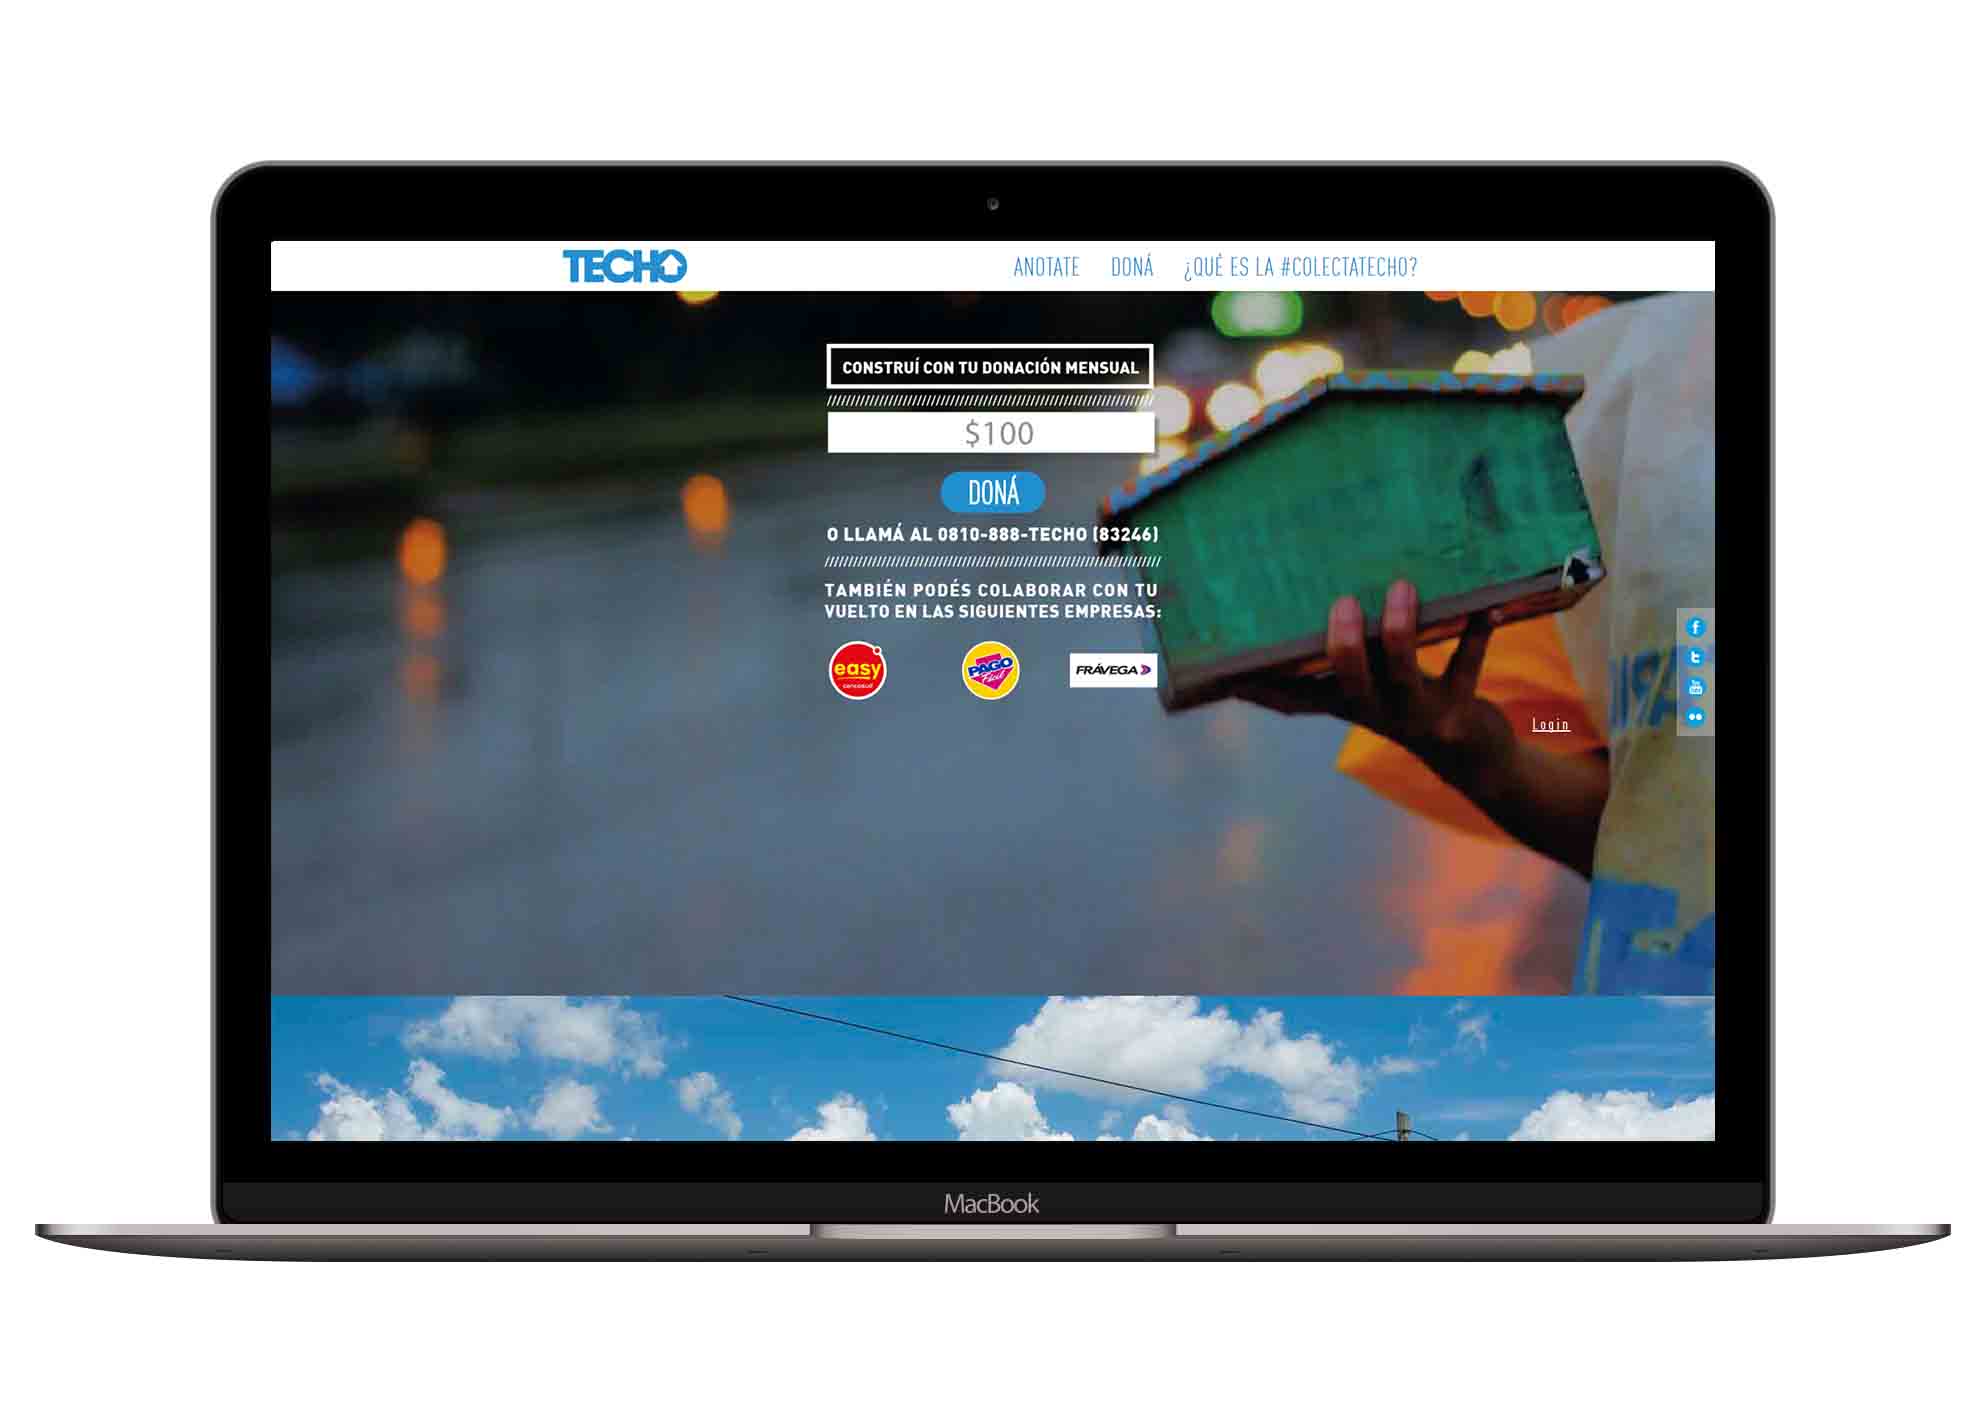 TECHO
ANOTATE DONÁ ¿QUÉ ES LA #COLECTATECHO?
CONSTRUÍ CON TU DONACIÓN MENSUAL
$100
DONÁ
O LLAMÁ AL 0810-888-TECHO (83246)
TAMBIÉN PODÉS COLABORAR CON TU
VUELTO EN LAS SIGUIENTES EMPRESAS:
easy
cencosud
PAGO
Fácil
FRÁVEGA
Login
MacBook